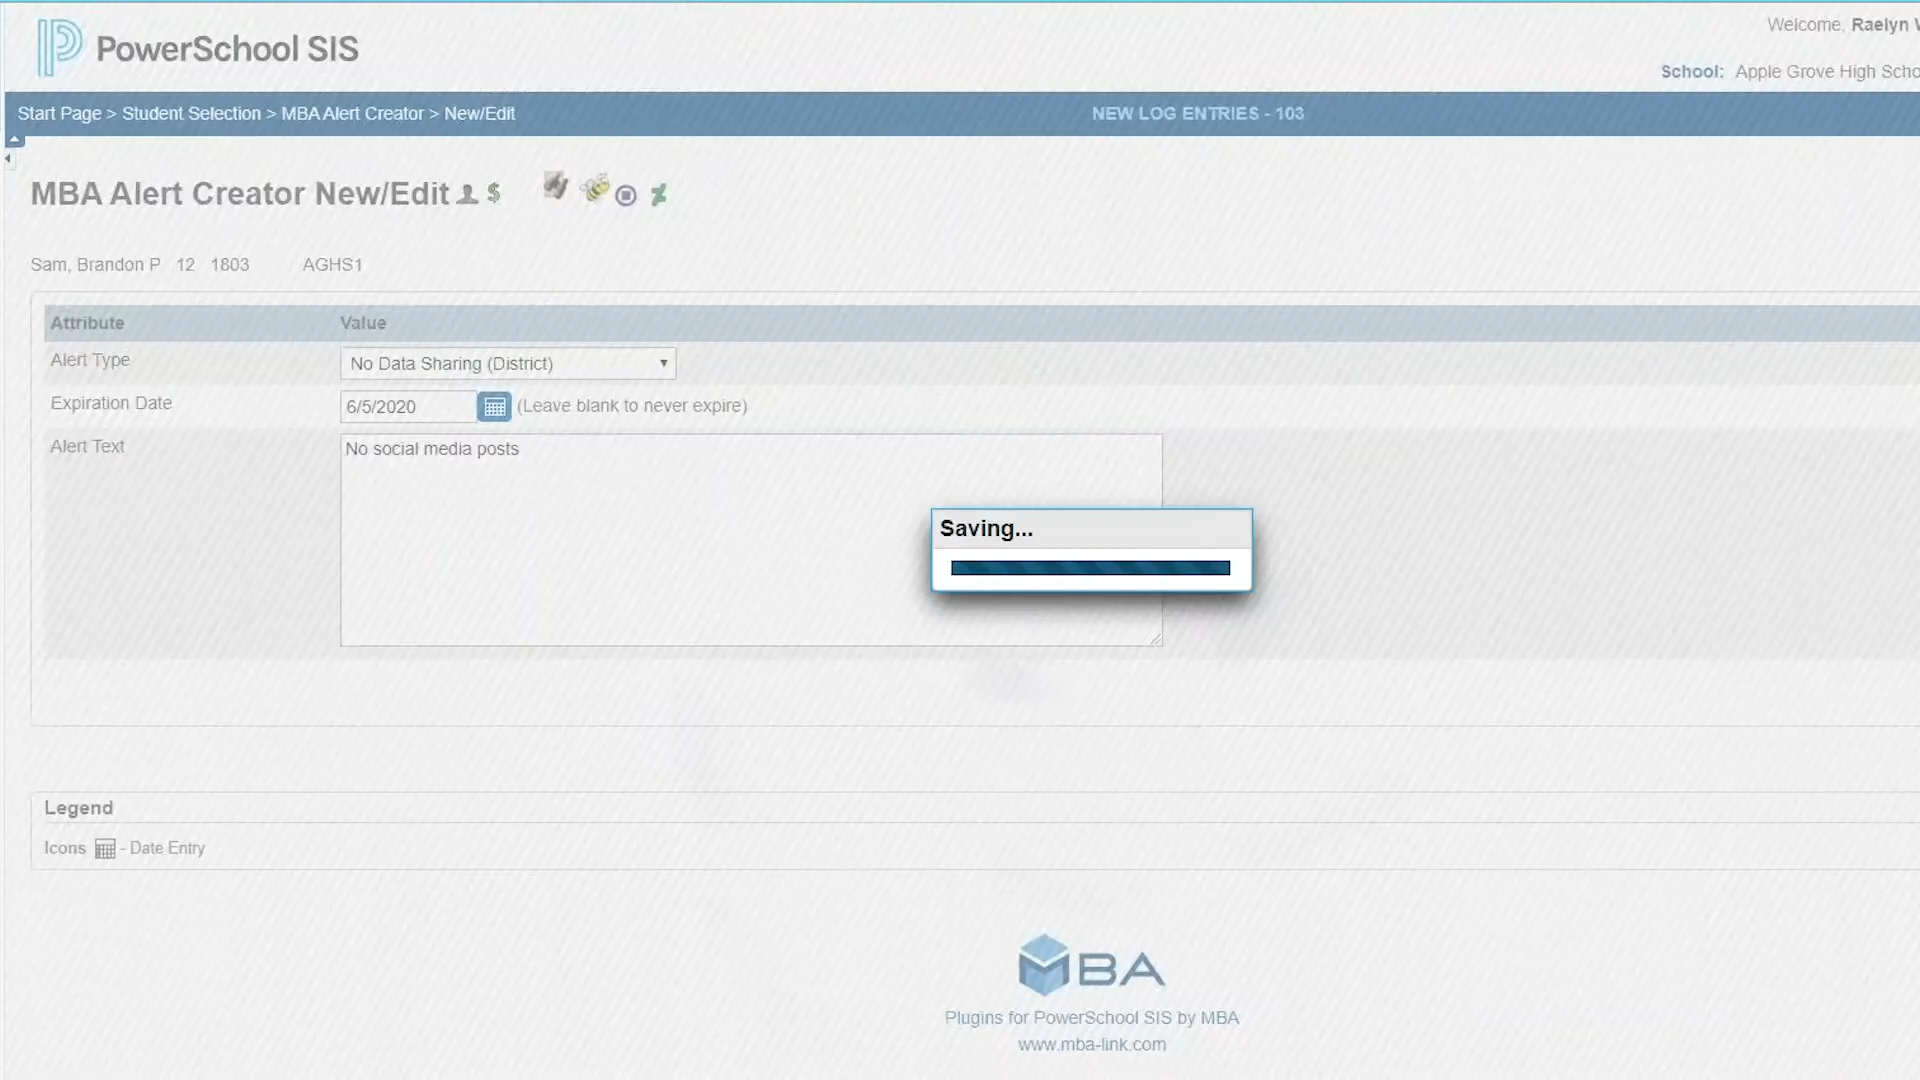 PowerSchool SIS
Welcome, Raelyn
School: Apple Grove High Scho
Start Page > Student Selection > MBA Alert Creator > New/Edit
NEW LOG ENTRIES - 103
MBA Alert Creator New/Edit
Sam, Brandon P 12 1803 AGHS1
Attribute Value
Alert Type No Data Sharing (District)
Expiration Date 6/5/2020 (Leave blank to never expire)
Alert Text No social media posts
Saving...
Legend
Icons - Date Entry
MBA
Plugins for PowerSchool SIS by MBA
www.mba-link.com